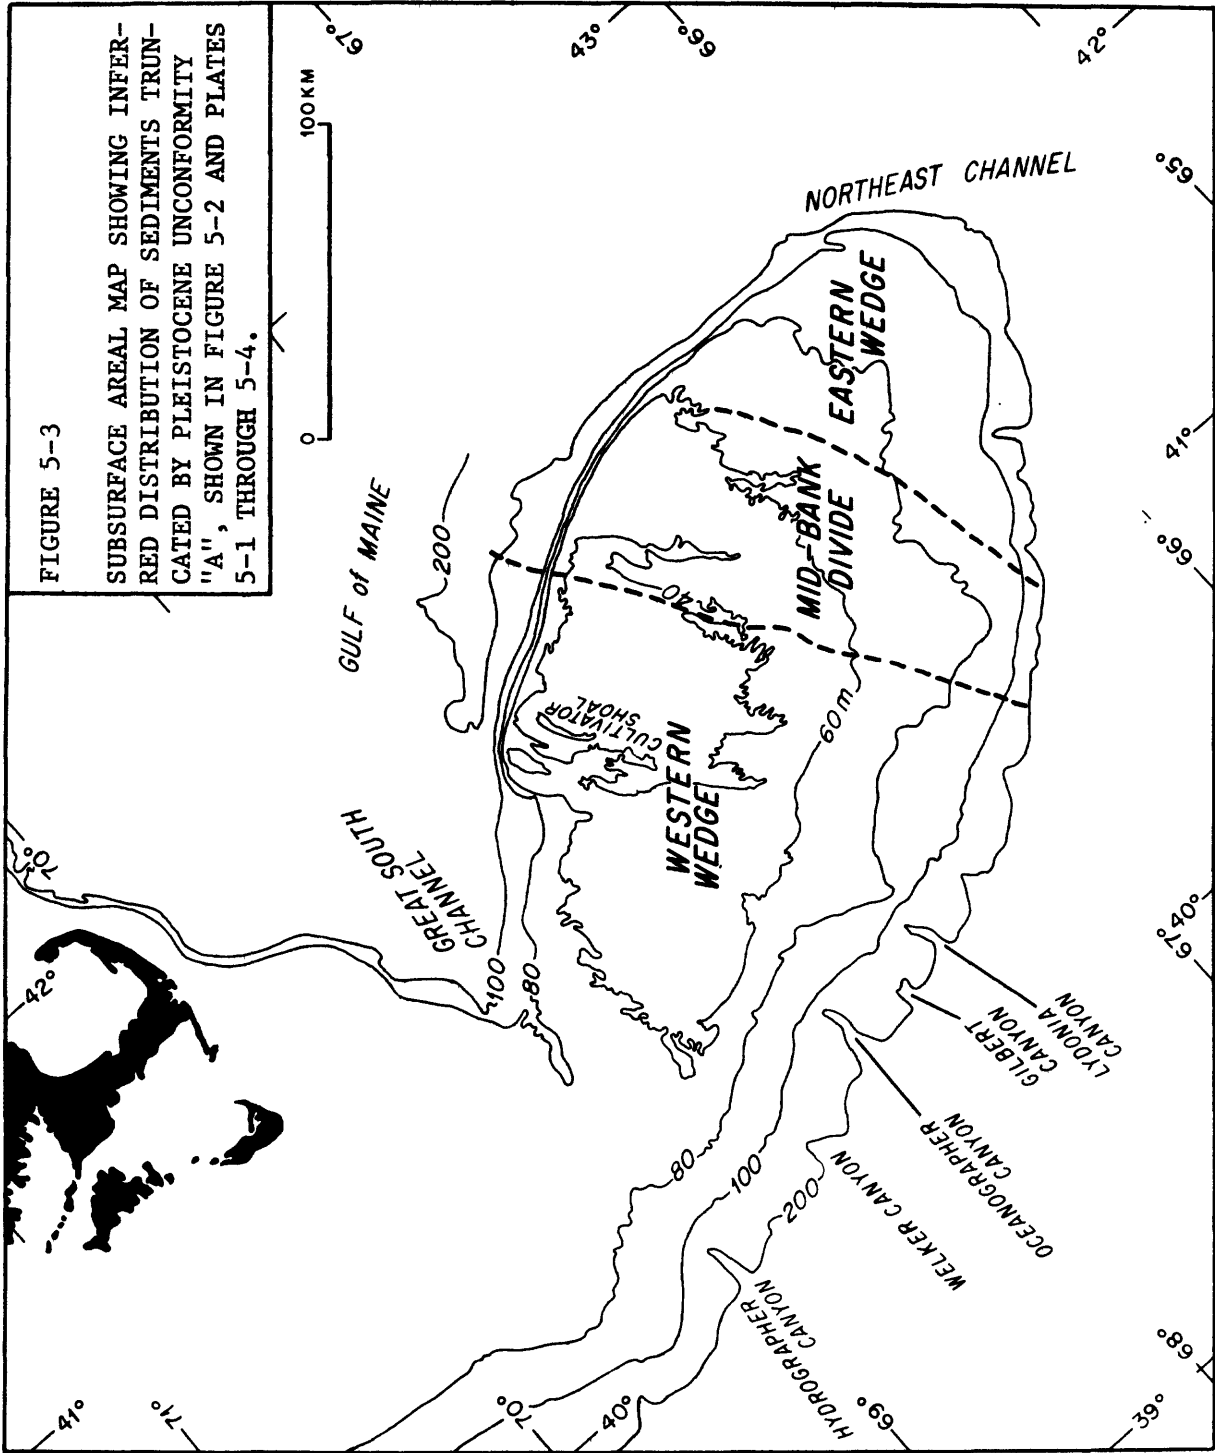 FIGURE 5-3
SUBSURFACE AREAL MAP SHOWING INFER-
RED DISTRIBUTION OF SEDIMENTS TRUN-
CATED BY PLEISTOCENE UNCONFORMITY
"A", SHOWN IN FIGURE 5-2 AND PLATES
5-1 THROUGH 5-4.
0 100KM
67°
43°
66°
42°
65°
41°
66°
40°
67°
68°
39°
69°
40°
70°
71°
41°
42°
70°
GULF of MAINE
200
NORTHEAST CHANNEL
EASTERN
WEDGE
MID-BANK
DIVIDE
40
CULTIVATOR
SHOAL
WESTERN
WEDGE
60m
GREAT SOUTH
CHANNEL
100
80
80
100
200
LYDONIA
CANYON
GILBERT
CANYON
OCEANOGRAPHER
CANYON
WELKER CANYON
HYDROGRAPHER
CANYON